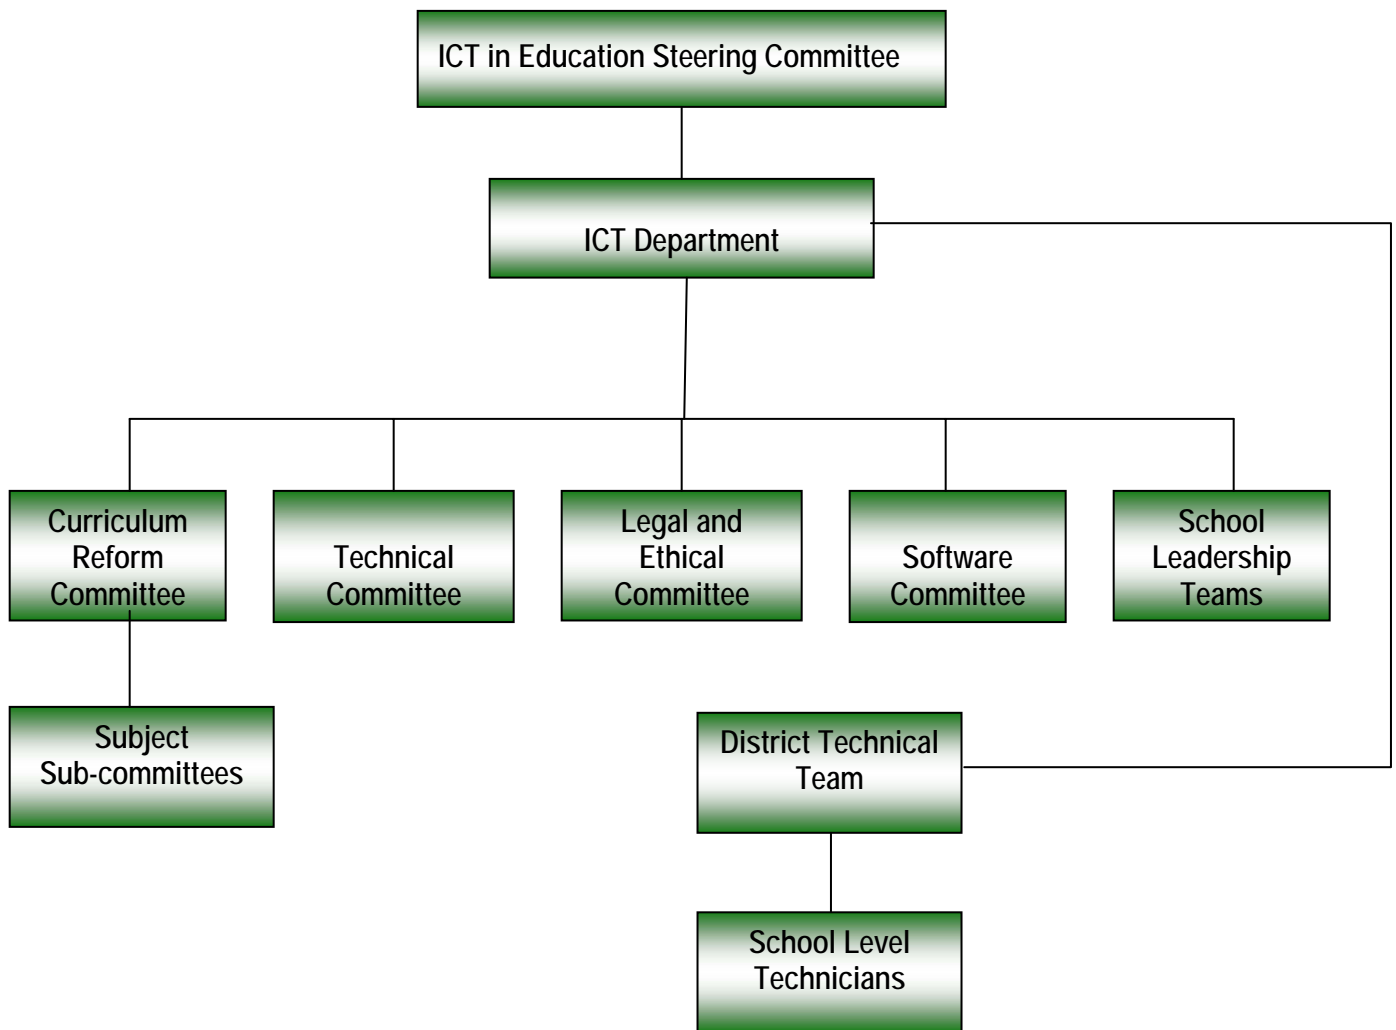 ICT in Education Steering Committee
ICT Department
Curriculum
Reform
Committee
Technical
Committee
Legal and
Ethical
Committee
Software
Committee
School
Leadership
Teams
Subject
Sub-committees
District Technical
Team
School Level
Technicians